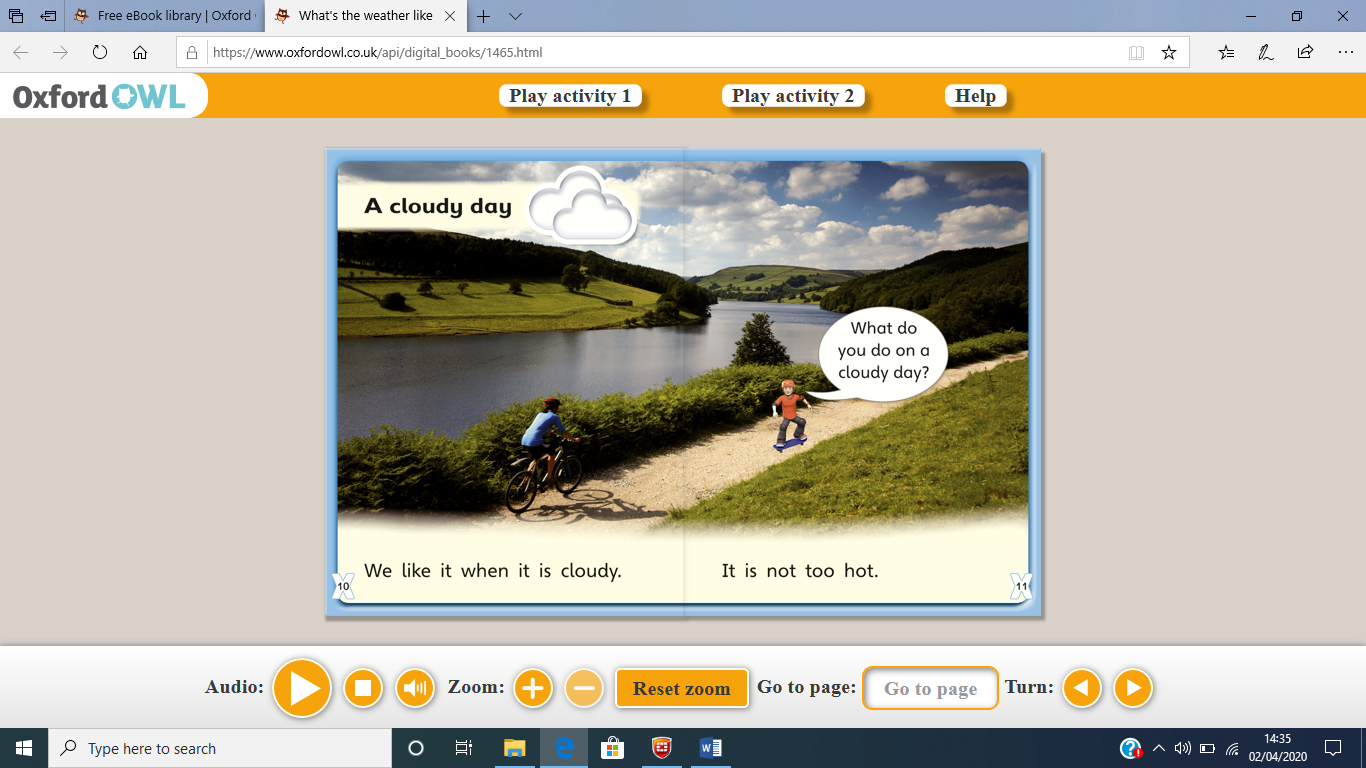 Free eBook library | Oxford
What's the weather like
https://www.oxfordowl.co.uk/api/digital_books/1465.html
Oxford OWL
Play activity 1
Play activity 2
Help
A cloudy day
What do
you do on a
cloudy day?
We like it when it is cloudy.
It is not too hot.
10
11
Audio:
Zoom:
Reset zoom
Go to page:
Go to page
Turn:
Type here to search
14:35
02/04/2020